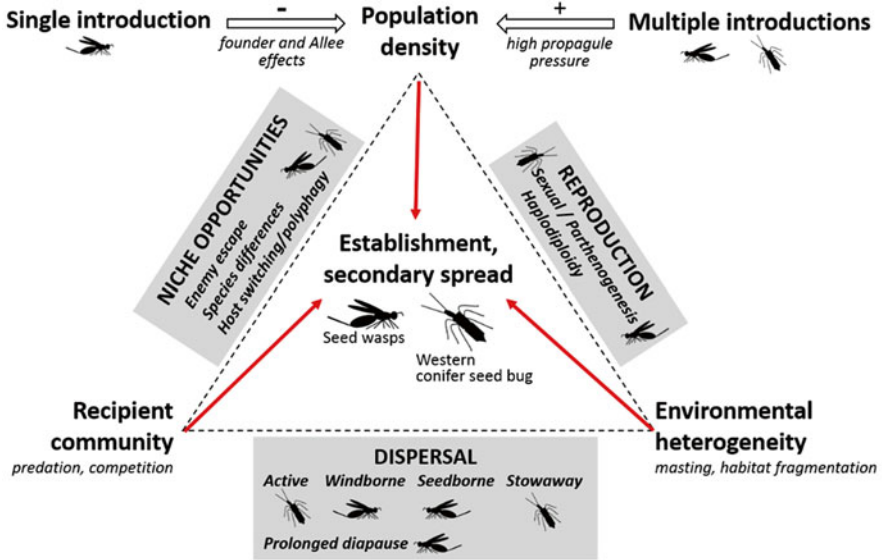 Single introduction
-
founder and Allee
effects
Population
density
+
high propagule
pressure
Multiple introductions
NICHE OPPORTUNITIES
Enemy escape
Species differences
Host switching/polyphagy
REPRODUCTION
Sexual / Parthenogenesis
Haplodiploidy
Establishment,
secondary spread
Seed wasps
Western
conifer seed bug
Recipient
community
predation, competition
Environmental
heterogeneity
masting, habitat fragmentation
DISPERSAL
Active Windborne Seedborne Stowaway
Prolonged diapause